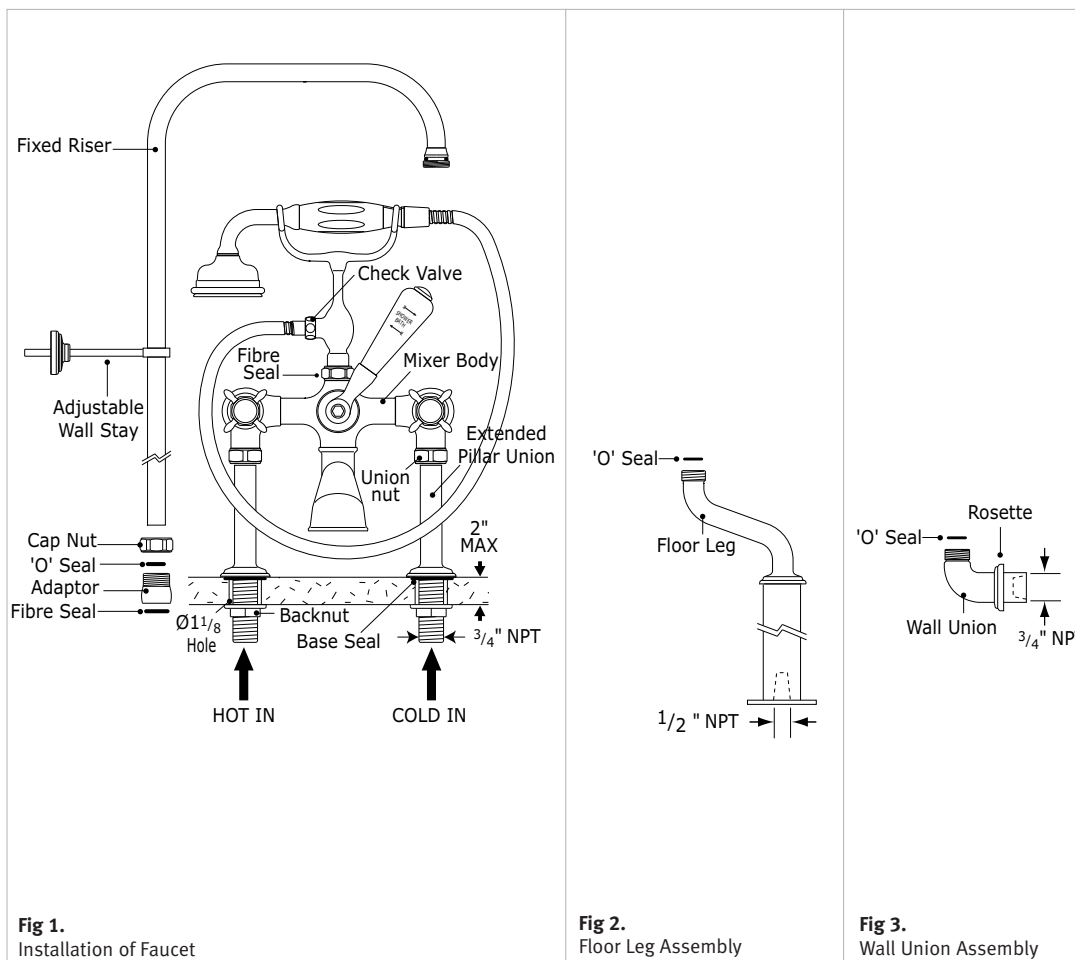 Fixed Riser
Check Valve
SHOWER
BATH
Fibre
Seal
Mixer Body
Adjustable
Wall Stay
Extended
Pillar Union
Union
nut
2"
MAX
Cap Nut
'O' Seal
Adaptor
Fibre Seal
Ø1 1/8
Hole
Backnut
Base Seal
3/4" NPT
HOT IN
COLD IN
Fig 1.
Installation of Faucet
'O' Seal
Floor Leg
1/2 " NPT
Fig 2.
Floor Leg Assembly
Rosette
'O' Seal
Wall Union
3/4" NP
Fig 3.
Wall Union Assembly